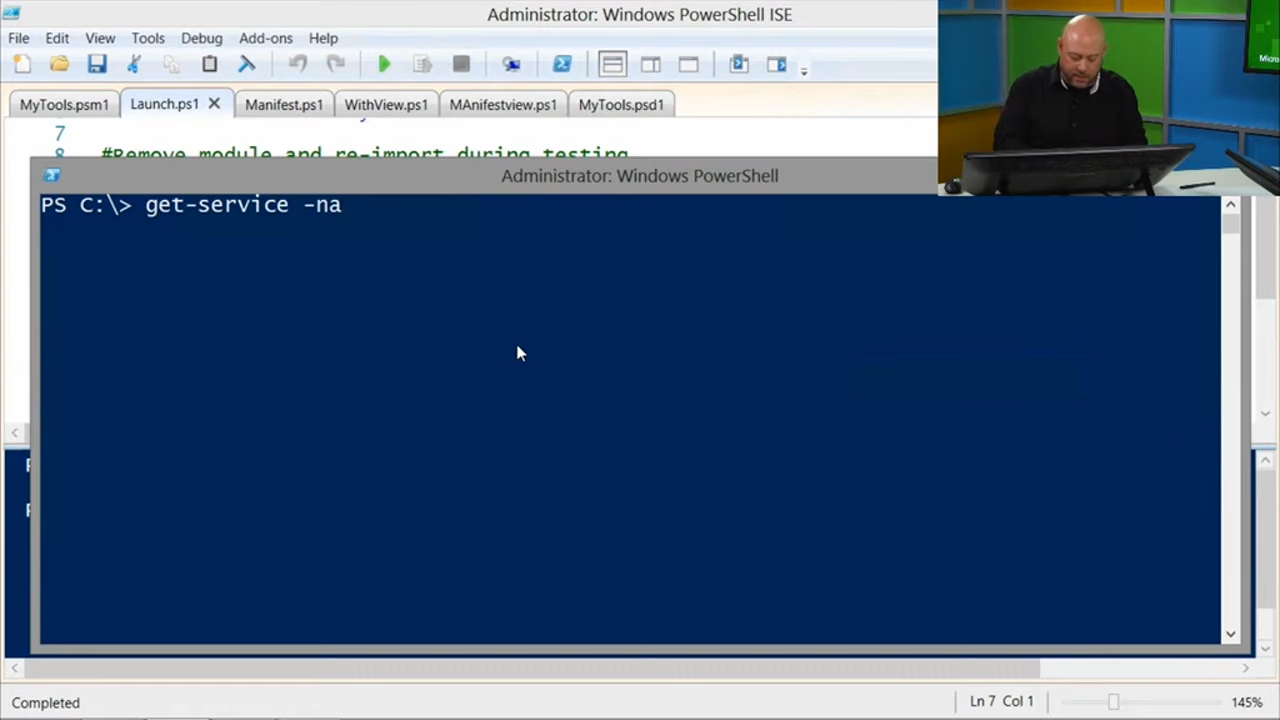 Administrator: Windows PowerShell ISE
File Edit View Tools Debug Add-ons Help
Micro
MyTools.psm1 Launch.ps1 Manifest.ps1 WithView.ps1 MAnifestview.ps1 MyTools.psd1
7
8 #Remove module and re-import during testing
Administrator: Windows PowerShell
PS C:\> get-service -na
Completed Ln 7 Col 1 145%